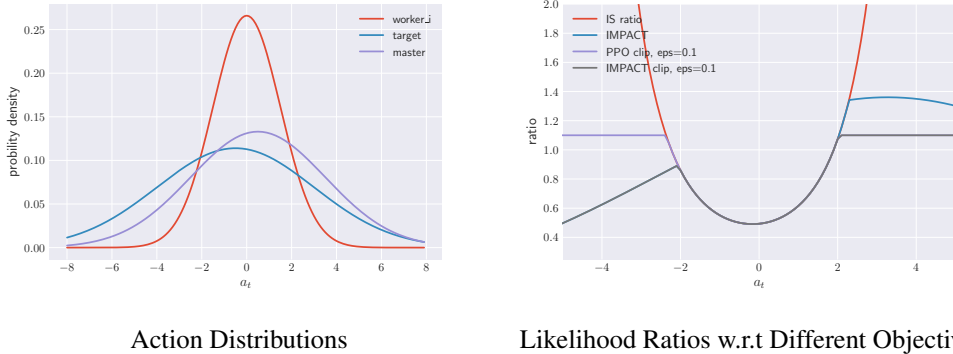 0.25
0.20
0.15
0.10
0.05
0.00
probility density
worker_i
target
master
−8
−6
−4
−2
0
2
4
6
8
a_t
Action Distributions
2.0
1.8
1.6
1.4
1.2
1.0
0.8
0.6
0.4
ratio
IS ratio
IMPACT
PPO clip, eps=0.1
IMPACT clip, eps=0.1
−4
−2
0
2
4
a_t
Likelihood Ratios w.r.t Different Objectiv